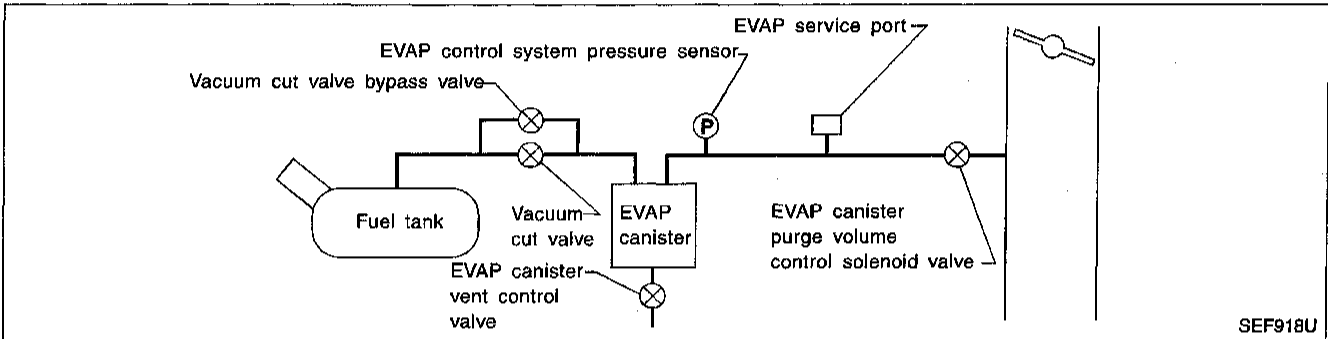 EVAP service port
EVAP control system pressure sensor
Vacuum cut valve bypass valve
P
Fuel tank
Vacuum
cut valve
EVAP
canister
EVAP canister
purge volume
control solenoid valve
EVAP canister
vent control
valve
SEF918U